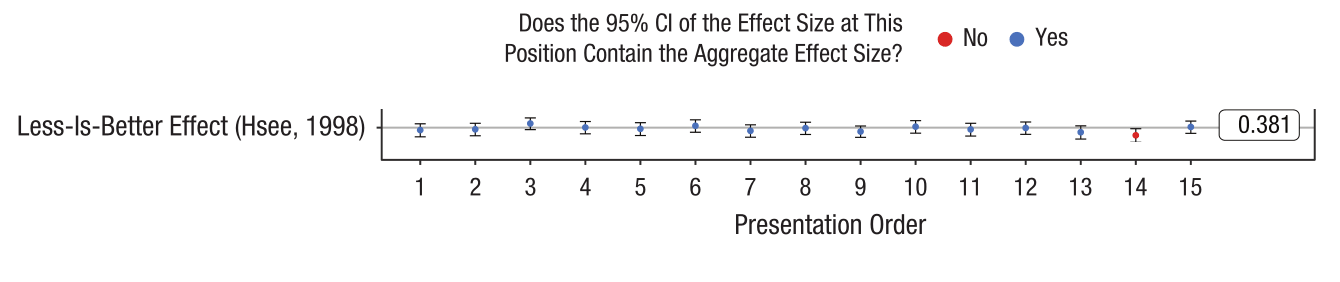 Does the 95% CI of the Effect Size at This
Position Contain the Aggregate Effect Size?
No
Yes
Less-Is-Better Effect (Hsee, 1998)
0.381
1 2 3 4 5 6 7 8 9 10 11 12 13 14 15
Presentation Order